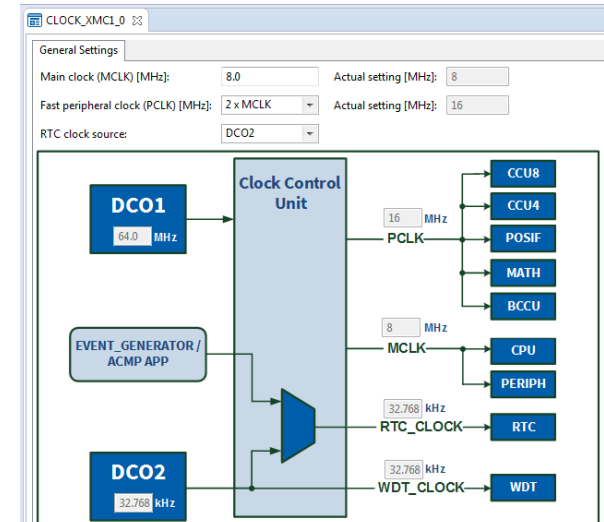 CLOCK_XMC1_0
General Settings
Main clock (MCLK) [MHz]: 8.0 Actual setting [MHz]: 8
Fast peripheral clock (PCLK) [MHz]: 2 x MCLK Actual setting [MHz]: 16
RTC clock source: DCO2
DCO1
64.0 MHz
Clock Control
Unit
16 MHz
PCLK
CCU8
CCU4
POSIF
MATH
BCCU
EVENT_GENERATOR /
ACMP APP
8 MHz
MCLK
CPU
PERIPH
32.768 kHz
RTC_CLOCK
RTC
DCO2
32.768 kHz
32.768 kHz
WDT_CLOCK
WDT